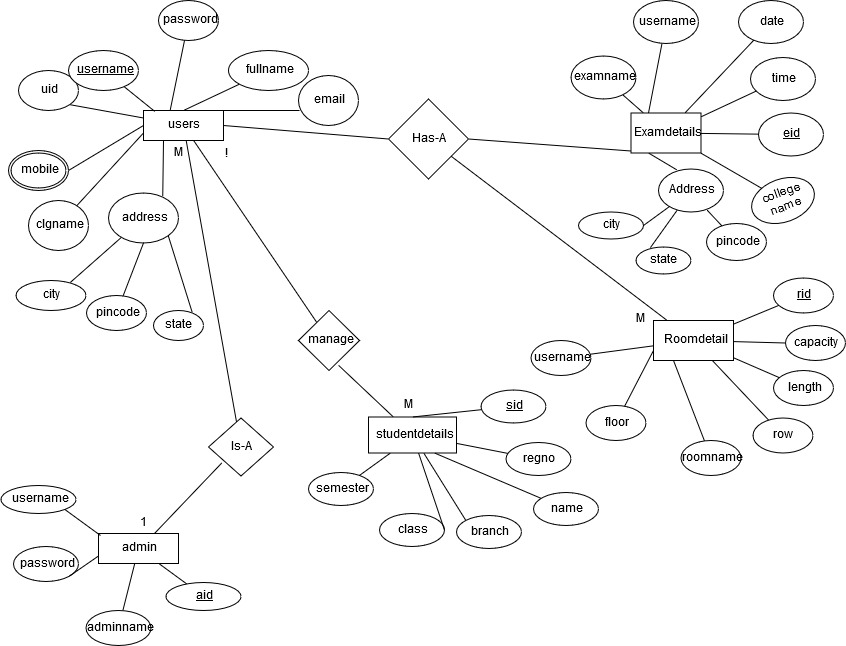 password
username
date
username
fullname
examname
time
uid
email
users
Examdetails
eid
M
!
Has-A
mobile
Address
college
name
clgname
address
city
pincode
state
city
pincode
state
rid
M
manage
Roomdetail
capacity
username
length
M
sid
floor
row
studentdetails
Is-A
roomname
regno
semester
username
name
class
branch
1
admin
password
aid
adminname